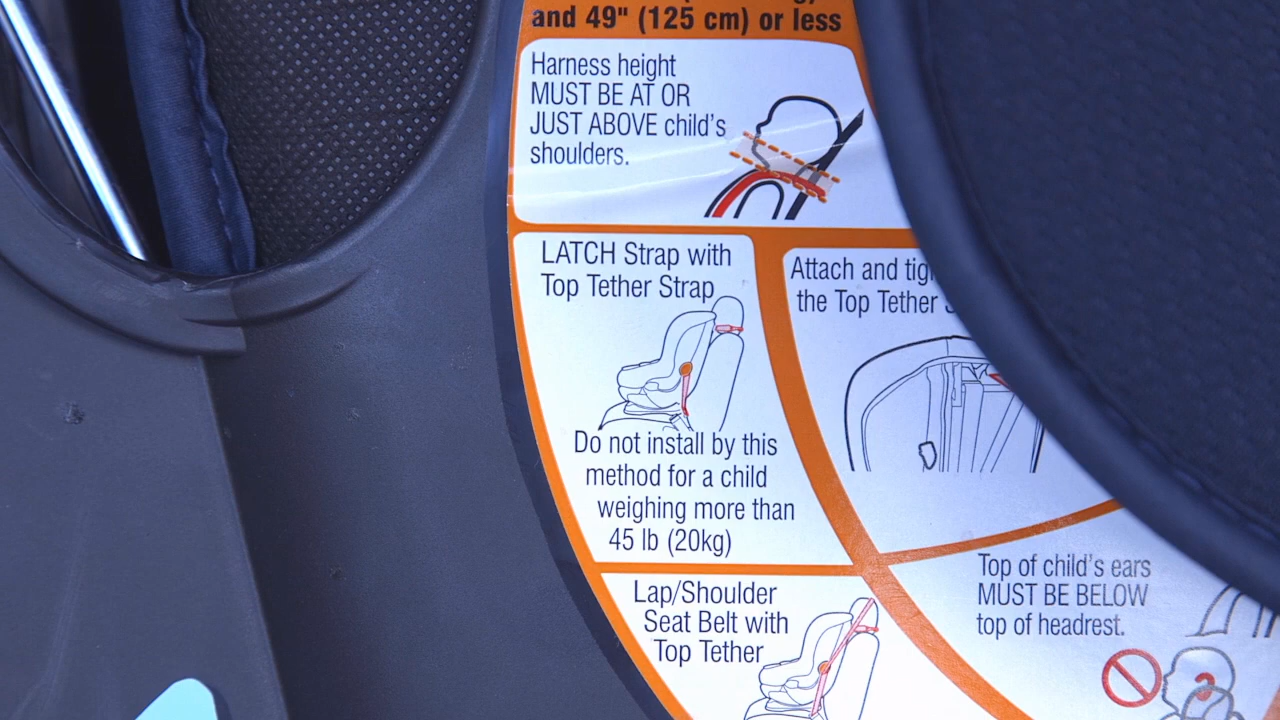 and 49" (125 cm) or less
Harness height
MUST BE AT OR
JUST ABOVE child's
shoulders.
LATCH Strap with
Top Tether Strap
Do not install by this
method for a child
weighing more than
45 lb (20kg)
Attach and
the Top Tether
Lap/Shoulder
Seat Belt with
Top Tether
Top of child's ears
MUST BE BELOW
top of headrest.